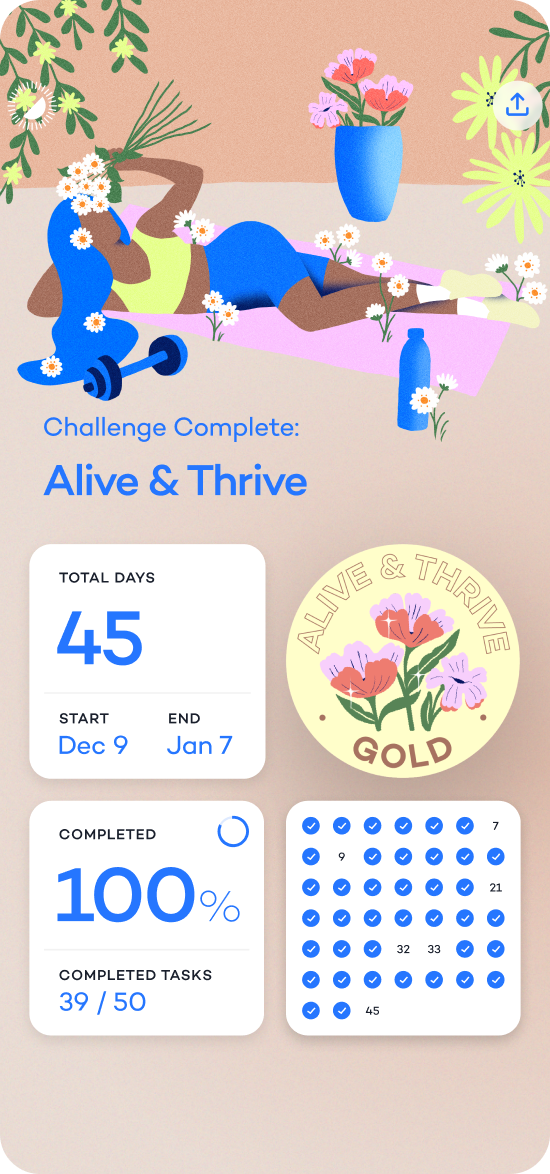 Challenge Complete:
Alive & Thrive
TOTAL DAYS
45
START
END
Dec 9
Jan 7
ALIVE & THRIVE
GOLD
COMPLETED
100%
COMPLETED TASKS
39 / 50
7
9
21
32 33
45